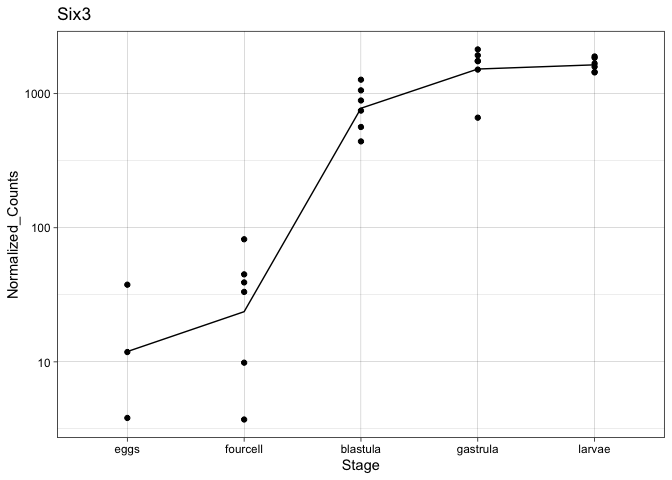 Six3
1000
100
10
Normalized_Counts
eggs fourcell blastula gastrula larvae
Stage